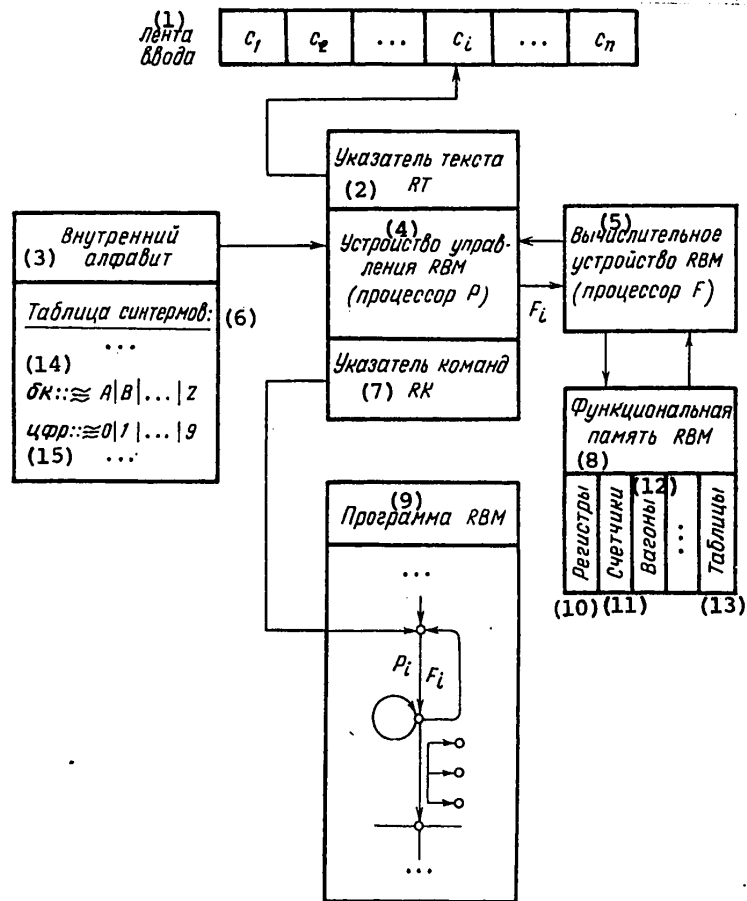 (1)
Лента
ввода
c1 c2 ... ci ... cn
Указатель текста
(2) RT
(3) Внутренний
алфавит
(4)
Устройство управ-
ления RBM
(процессор P)
(5)
Вычислительное
устройство RBM
(процессор F)
Fi
Таблица синтермов: (6)
...
(14)
бк::≅ A|B|...|Z
цфр::≅0|1|...|9
(15) ...
Указатель команд
(7) RK
Функциональная
память RBM
(8)
(12)
Регистры
Счетчики
Вагоны
...
Таблицы
(10) (11) (13)
(9)
Программа RBM
...
Pi Fi
...